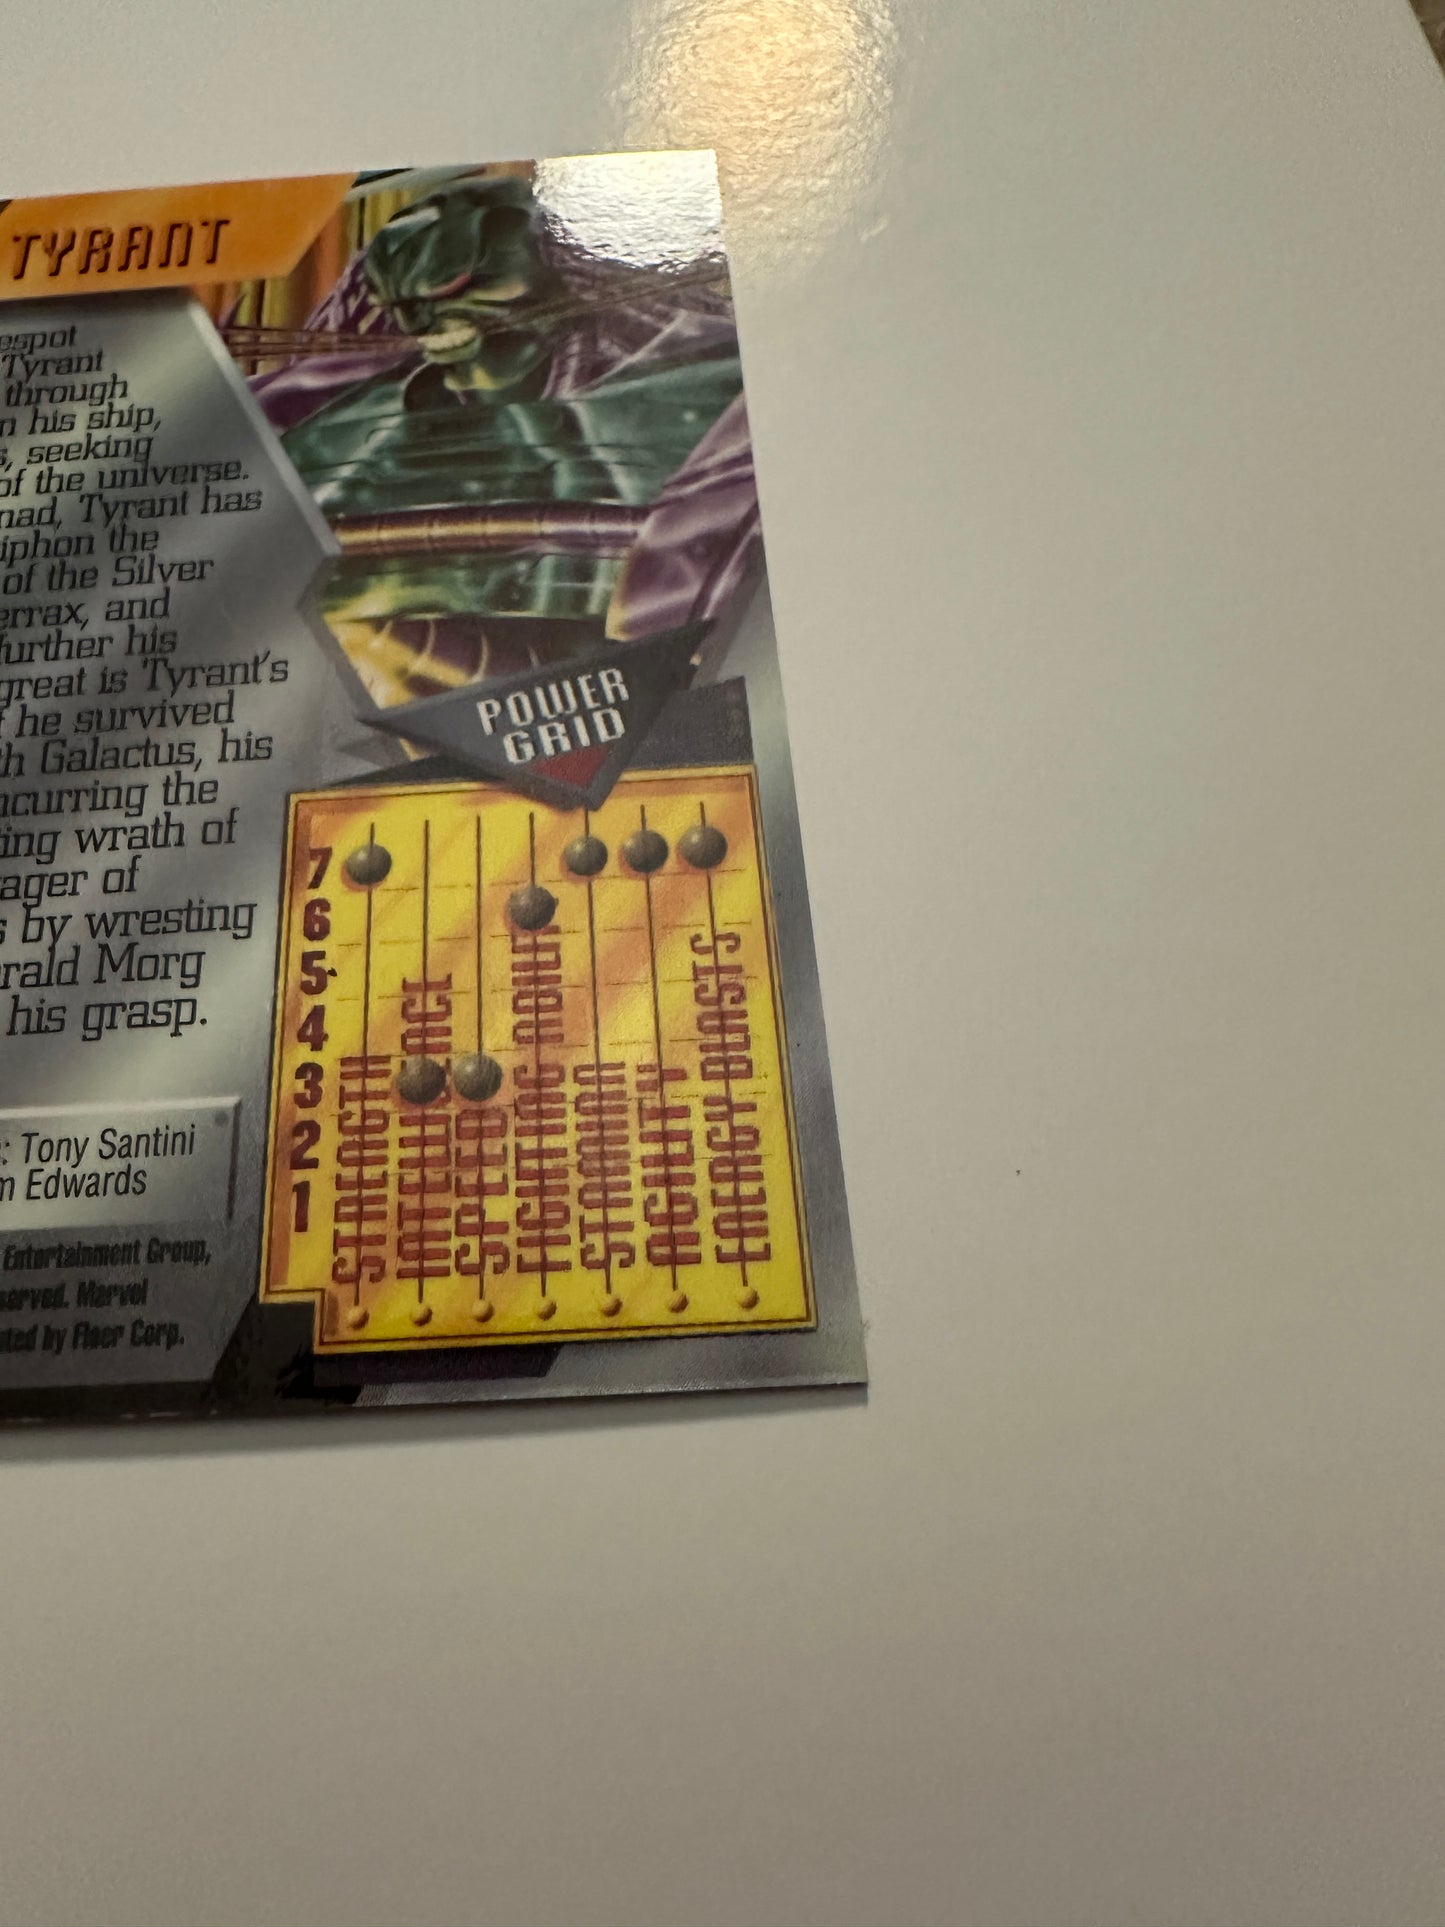 TYRANT
espot
Tyrant
through
n his ship,
s, seeking
of the universe.
nad, Tyrant has
iphon the
of the Silver
errax, and
further his
great is Tyrant's
f he survived
th Galactus, his
ncurring the
ting wrath of
ager of
s by wresting
rald Morg
his grasp.
: Tony Santini
m Edwards
Entertainment Group,
served. Marvel
uted by Fleer Corp.
POWER
GRID
7
6
5
4
3
2
1
STRENGTH
INTELLIGENCE
SPEED
FIGHTING ABILITY
STAMINA
AGILITY
ENERGY BLASTS